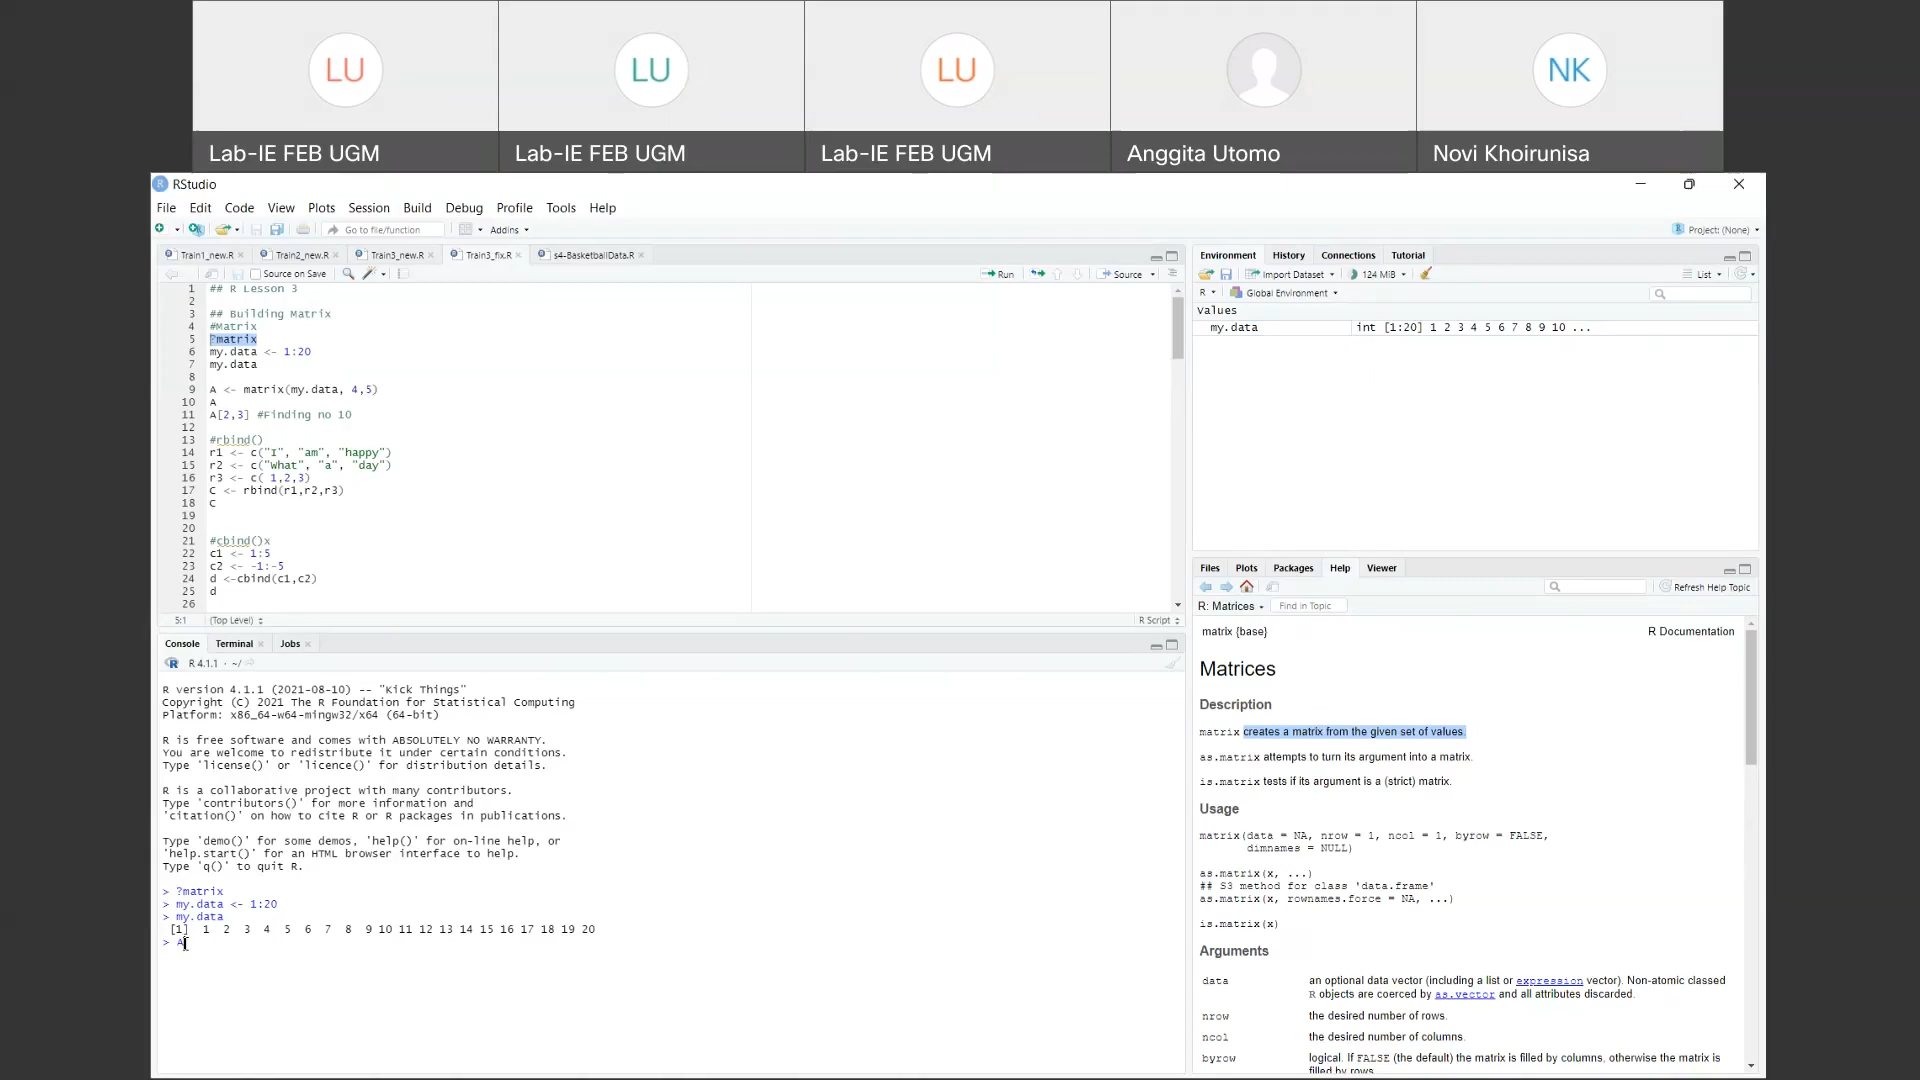 LU
LU
LU
NK
Lab-IE FEB UGM
Lab-IE FEB UGM
Lab-IE FEB UGM
Anggita Utomo
Novi Khoirunisa
RStudio
File Edit Code View Plots Session Build Debug Profile Tools Help
Go to file/function
Addins
Project: (None)
Train1_new.R
Train2_new.R
Train3_new.R
Train3_fix.R
s4-BasketballData.R
Source on Save
Run
Source
1 ## R Lesson 3
2
3 ## Building Matrix
4 #Matrix
5 ?matrix
6 my.data <- 1:20
7 my.data
8
9 A <- matrix(my.data, 4,5)
10 A
11 A[2,3] #Finding no 10
12
13 #rbind()
14 r1 <- c("I", "am", "happy")
15 r2 <- c("what", "a", "day")
16 r3 <- c( 1,2,3)
17 C <- rbind(r1,r2,r3)
18 C
19
20
21 #cbind()x
22 c1 <- 1:5
23 c2 <- -1:-5
24 d <-cbind(c1,c2)
25 d
26
5:1 (Top Level)
R Script
Console Terminal Jobs
R 4.1.1 · ~/
R version 4.1.1 (2021-08-10) -- "Kick Things"
Copyright (C) 2021 The R Foundation for Statistical Computing
Platform: x86_64-w64-mingw32/x64 (64-bit)
R is free software and comes with ABSOLUTELY NO WARRANTY.
You are welcome to redistribute it under certain conditions.
Type 'license()' or 'licence()' for distribution details.
R is a collaborative project with many contributors.
Type 'contributors()' for more information and
'citation()' on how to cite R or R packages in publications.
Type 'demo()' for some demos, 'help()' for on-line help, or
'help.start()' for an HTML browser interface to help.
Type 'q()' to quit R.
> ?matrix
> my.data <- 1:20
> my.data
[1] 1 2 3 4 5 6 7 8 9 10 11 12 13 14 15 16 17 18 19 20
> A
Environment History Connections Tutorial
Import Dataset
124 MiB
List
R
Global Environment
Values
my.data int [1:20] 1 2 3 4 5 6 7 8 9 10 ...
Files Plots Packages Help Viewer
Refresh Help Topic
R: Matrices
Find in Topic
matrix {base}
R Documentation
Matrices
Description
matrix creates a matrix from the given set of values.
as.matrix attempts to turn its argument into a matrix.
is.matrix tests if its argument is a (strict) matrix.
Usage
matrix(data = NA, nrow = 1, ncol = 1, byrow = FALSE,
dimnames = NULL)
as.matrix(x, ...)
## S3 method for class 'data.frame'
as.matrix(x, rownames.force = NA, ...)
is.matrix(x)
Arguments
data an optional data vector (including a list or expression vector). Non-atomic classed
R objects are coerced by as.vector and all attributes discarded.
nrow the desired number of rows.
ncol the desired number of columns.
byrow logical. If FALSE (the default) the matrix is filled by columns, otherwise the matrix is
filled by rows.